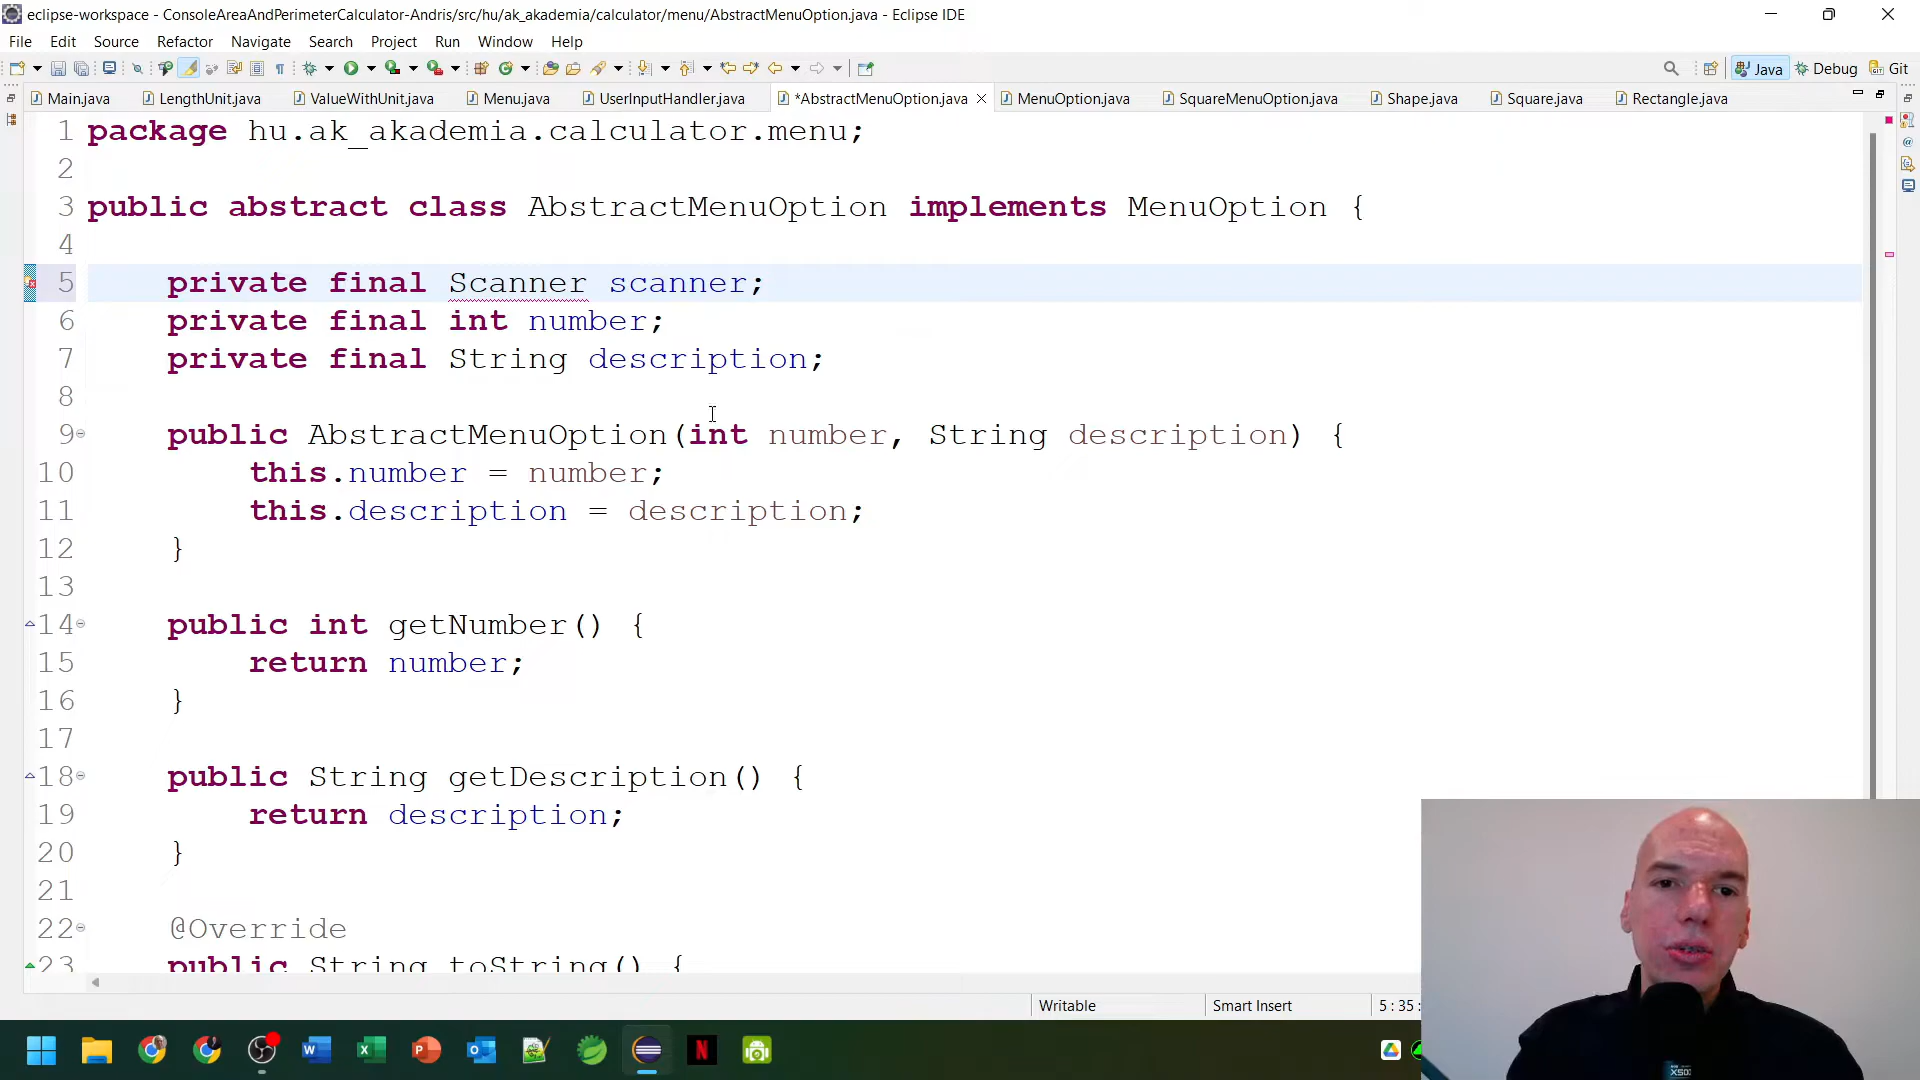 eclipse-workspace - ConsoleAreaAndPerimeterCalculator-Andris/src/hu/ak_akademia/calculator/menu/AbstractMenuOption.java - Eclipse IDE
File Edit Source Refactor Navigate Search Project Run Window Help
Java Debug Git
Main.java LengthUnit.java ValueWithUnit.java Menu.java UserInputHandler.java *AbstractMenuOption.java MenuOption.java SquareMenuOption.java Shape.java Square.java Rectangle.java
1 package hu.ak_akademia.calculator.menu;
2
3 public abstract class AbstractMenuOption implements MenuOption {
4
5 private final Scanner scanner;
6 private final int number;
7 private final String description;
8
9 public AbstractMenuOption(int number, String description) {
10 this.number = number;
11 this.description = description;
12 }
13
14 public int getNumber() {
15 return number;
16 }
17
18 public String getDescription() {
19 return description;
20 }
21
22 @Override
23 public String toString() {
Writable Smart Insert 5 : 35 :